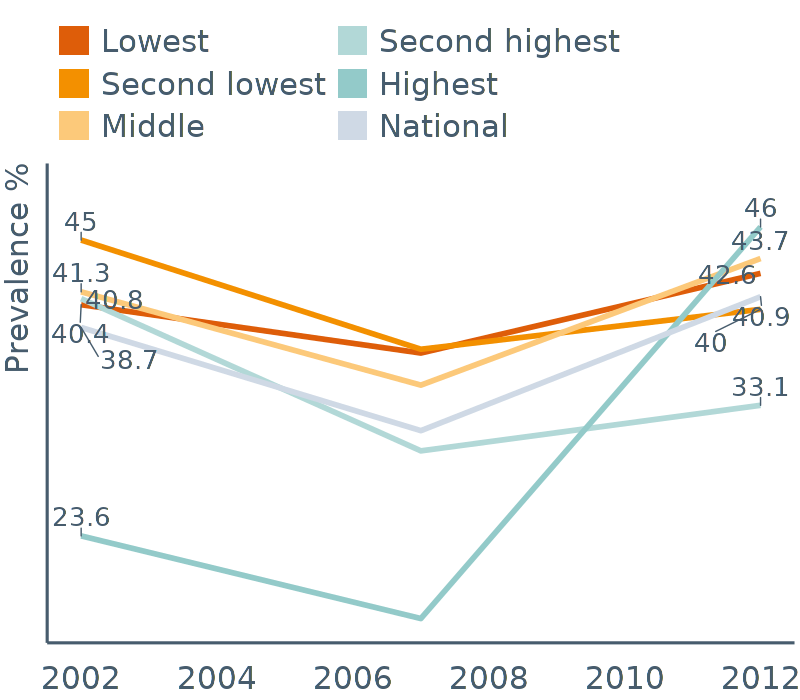 Lowest
Second lowest
Middle
Second highest
Highest
National
Prevalence %
45
41.3
40.8
40.4
38.7
23.6
46
43.7
42.6
40.9
40
33.1
2002 2004 2006 2008 2010 2012